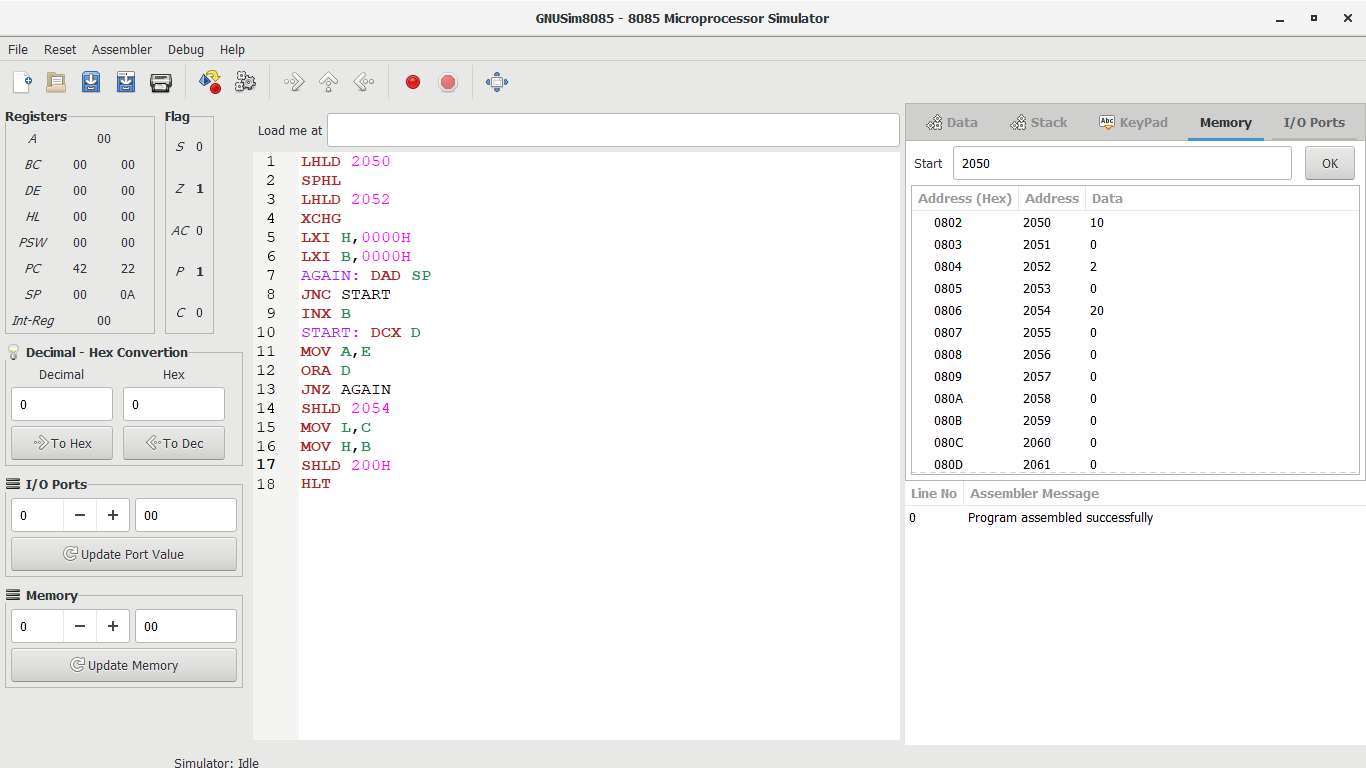 GNUSim8085 - 8085 Microprocessor Simulator
File Reset Assembler Debug Help
Registers
A 00
BC 00 00
DE 00 00
HL 00 00
PSW 00 00
PC 42 22
SP 00 0A
Int-Reg 00
Flag
S 0
Z 1
AC 0
P 1
C 0
Decimal - Hex Convertion
Decimal Hex
0 0
To Hex To Dec
I/O Ports
0 − + 00
Update Port Value
Memory
0 − + 00
Update Memory
Load me at
1 LHLD 2050
2 SPHL
3 LHLD 2052
4 XCHG
5 LXI H,0000H
6 LXI B,0000H
7 AGAIN: DAD SP
8 JNC START
9 INX B
10 START: DCX D
11 MOV A,E
12 ORA D
13 JNZ AGAIN
14 SHLD 2054
15 MOV L,C
16 MOV H,B
17 SHLD 200H
18 HLT
Data Stack Abc KeyPad Memory I/O Ports
Start 2050 OK
Address (Hex) Address Data
0802 2050 10
0803 2051 0
0804 2052 2
0805 2053 0
0806 2054 20
0807 2055 0
0808 2056 0
0809 2057 0
080A 2058 0
080B 2059 0
080C 2060 0
080D 2061 0
Line No Assembler Message
0 Program assembled successfully
Simulator: Idle